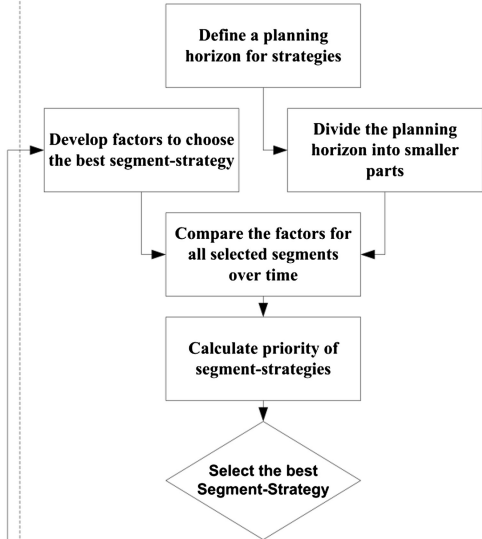 Define a planning
horizon for strategies
Develop factors to choose
the best segment-strategy
Divide the planning
horizon into smaller
parts
Compare the factors for
all selected segments
over time
Calculate priority of
segment-strategies
Select the best
Segment-Strategy